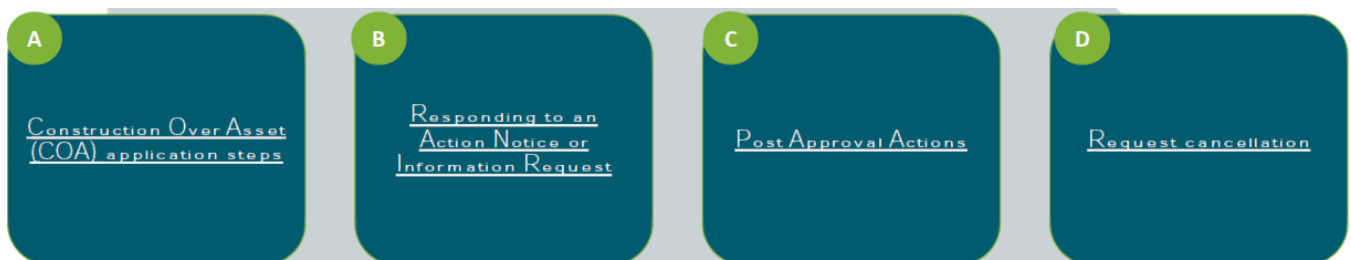 A
Construction Over Asset
(COA) application steps
B
Responding to an
Action Notice or
Information Request
C
Post Approval Actions
D
Request cancellation